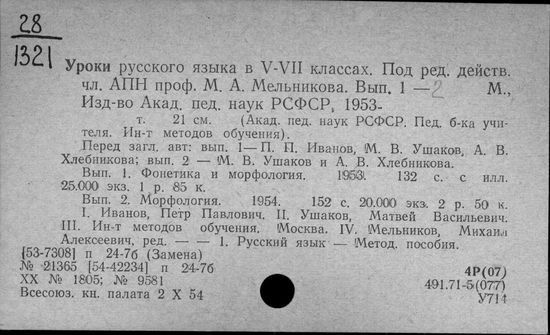 28
1321
Уроки русского языка в V-VII классах. Под ред. действ.
чл. АПН проф. М. А. Мельникова. Вып. 1 —2 М.,
Изд-во Акад. пед. наук РСФСР, 1953-
т. 21 см. (Акад. пед. наук РСФСР. Пед. б-ка учи-
теля. Ин-т методов обучения).
Перед загл. авт: вып. 1—П. П. Иванов, М. В. Ушаков, А. В.
Хлебникова; вып. 2 — М. В. Ушаков и А. В. Хлебникова.
Вып. 1. Фонетика и морфология. 1953. 132 с. с илл.
25.000 экз. 1 р. 85 к.
Вып. 2. Морфология. 1954. 152 с. 20.000 экз. 2 р. 50 к.
I. Иванов, Петр Павлович. II. Ушаков, Матвей Васильевич.
III. Ин-т методов обучения. Москва. IV. Мельников, Михаил
Алексеевич, ред. — — 1. Русский язык — Метод. пособия.
[53-7308] п 24-7б (Замена)
№ 21365 [54-42234] п 24-7б 4Р(07)
XX № 1805; № 9581 491.71-5(077)
Всесоюз. кн. палата 2 X 54 У714